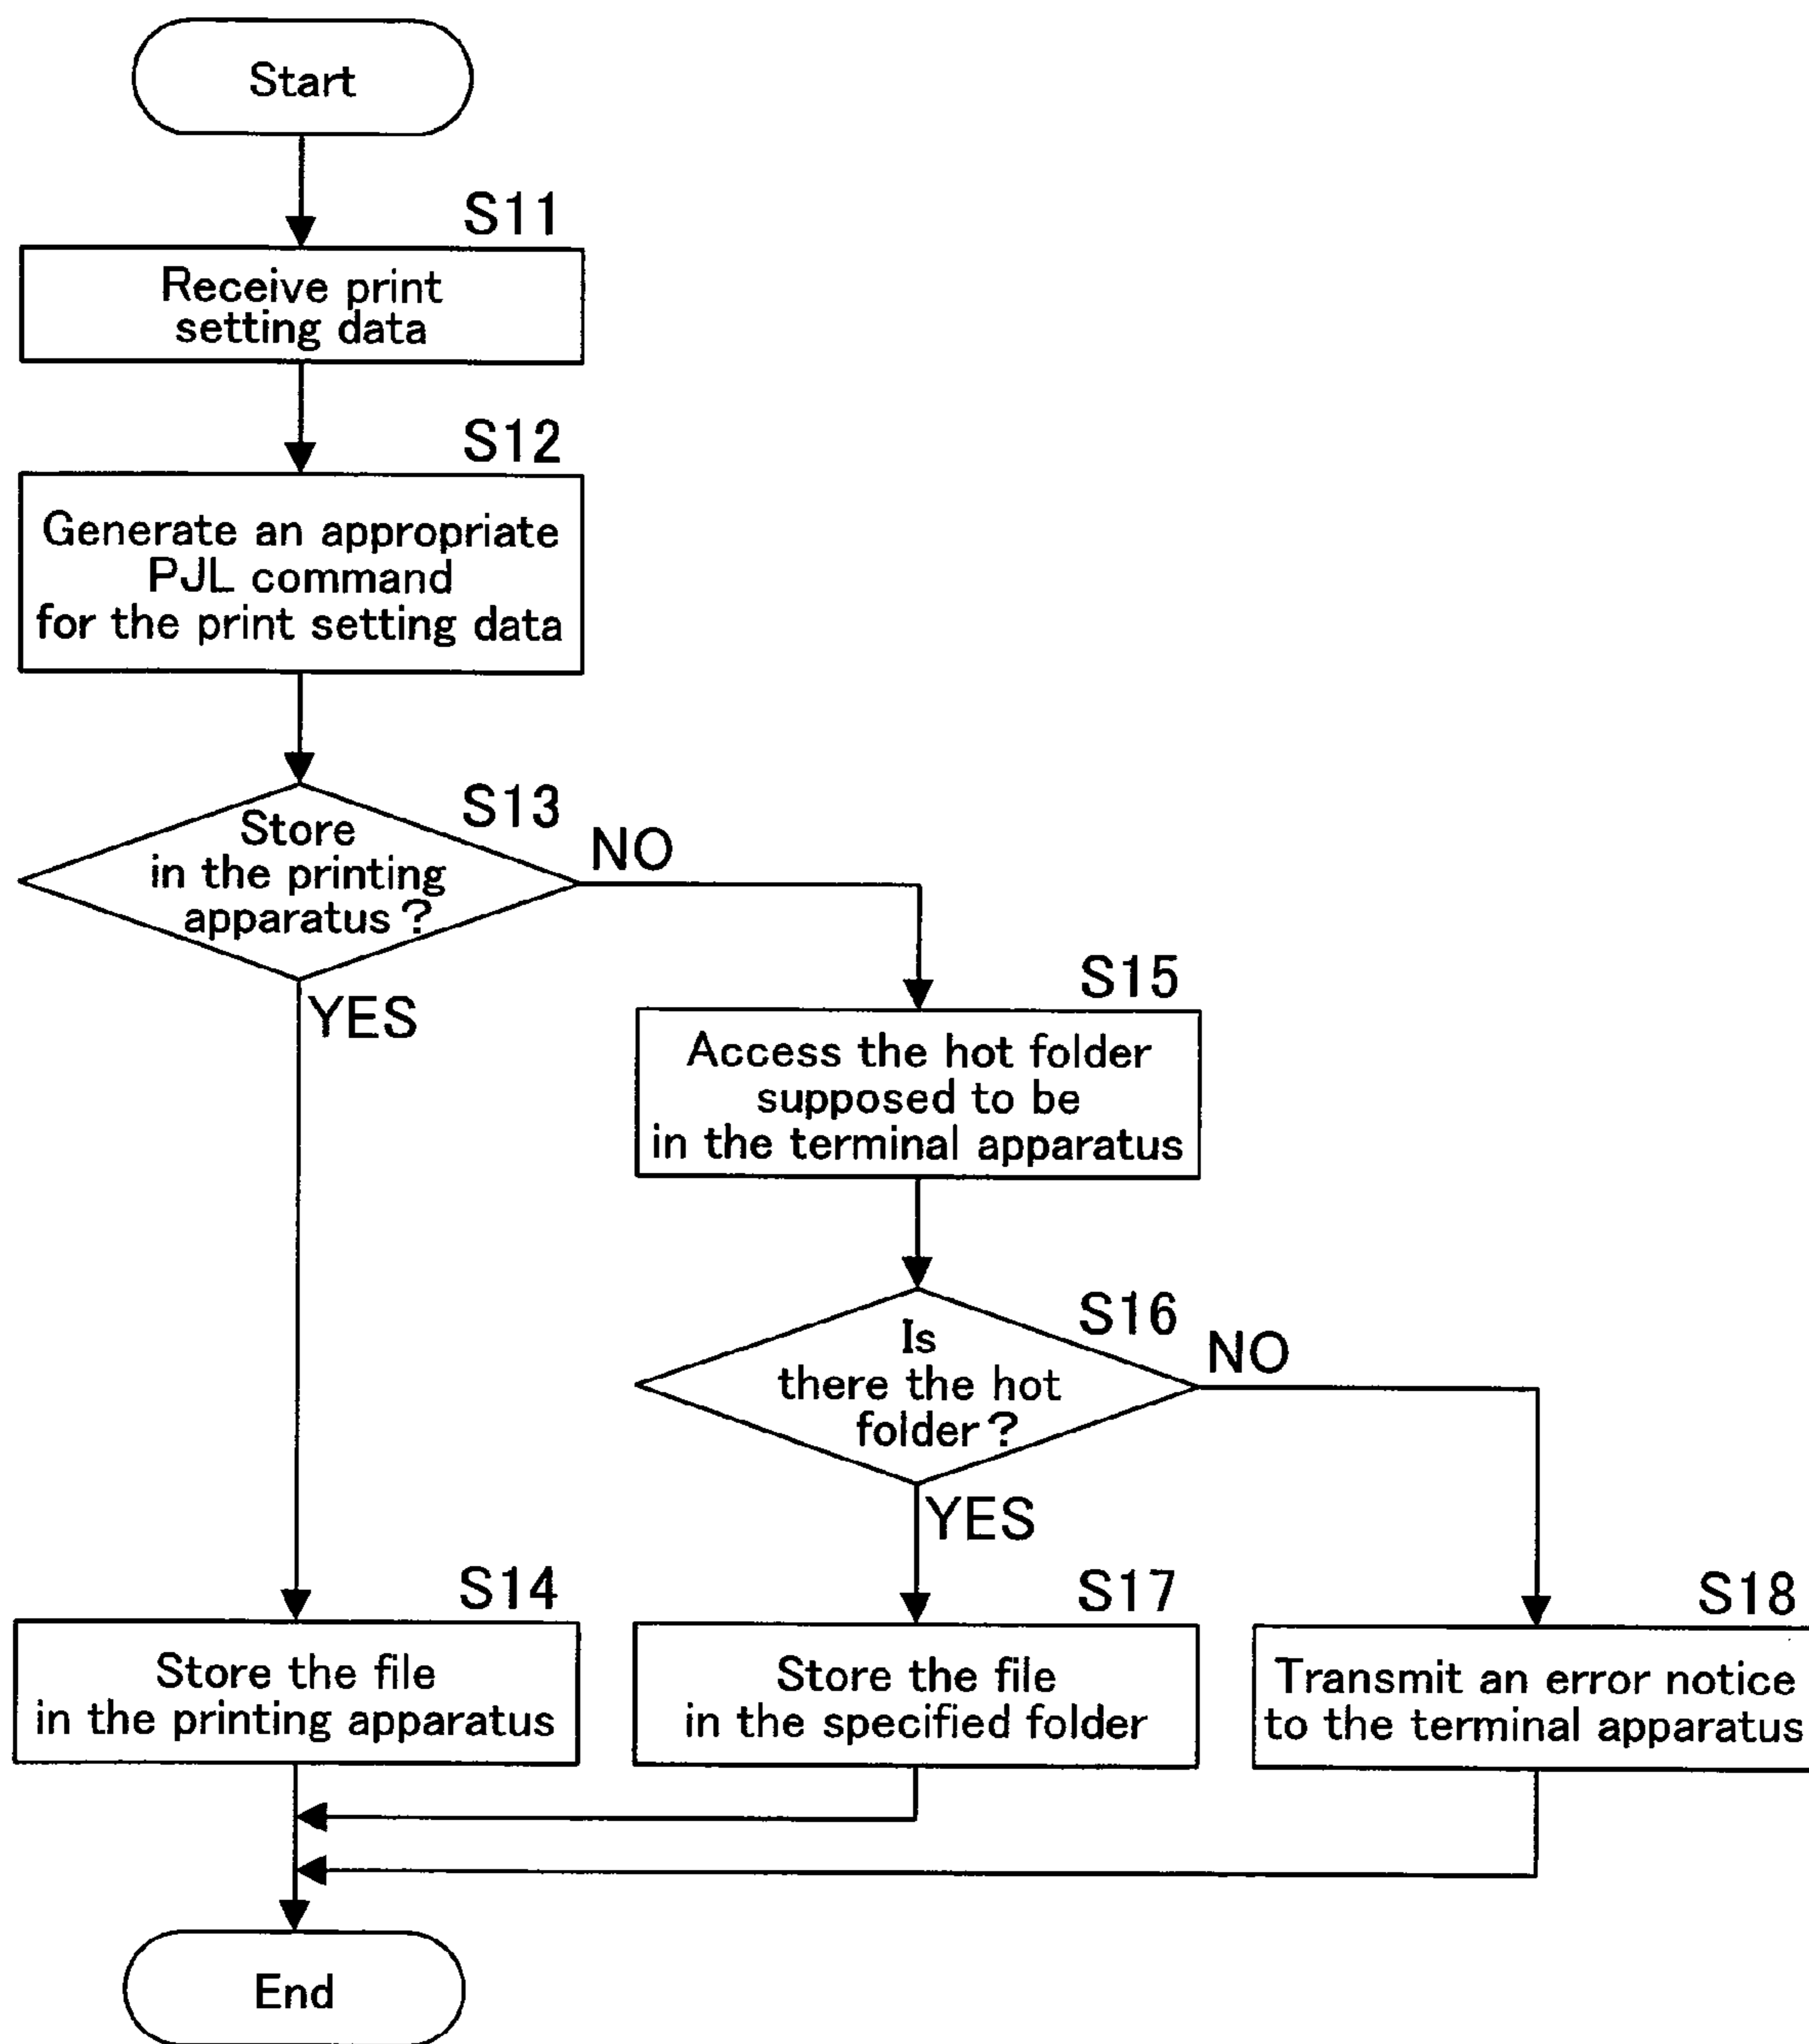 Start
S11
Receive print
setting data
S12
Generate an appropriate
PJL command
for the print setting data
S13
Store
in the printing
apparatus?
NO
YES
S15
Access the hot folder
supposed to be
in the terminal apparatus
S16
Is
there the hot
folder?
NO
YES
S14
Store the file
in the printing apparatus
S17
Store the file
in the specified folder
S18
Transmit an error notice
to the terminal apparatus
End